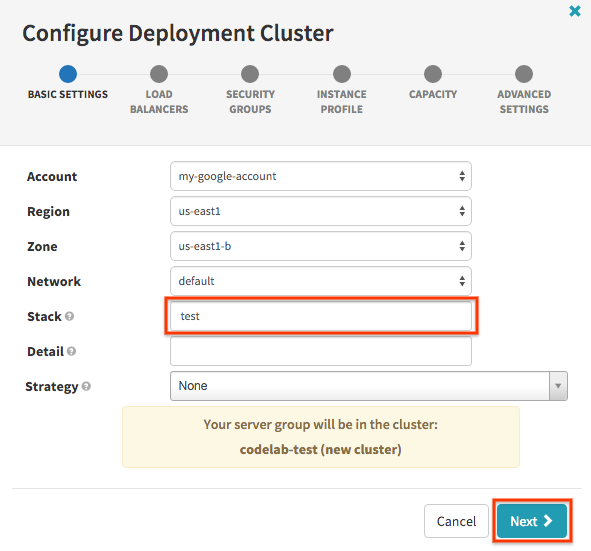 Configure Deployment Cluster
BASIC SETTINGS
LOAD
BALANCERS
SECURITY
GROUPS
INSTANCE
PROFILE
CAPACITY
ADVANCED
SETTINGS
Account my-google-account
Region us-east1
Zone us-east1-b
Network default
Stack ? test
Detail ?
Strategy ? None
Your server group will be in the cluster:
codelab-test (new cluster)
Cancel Next